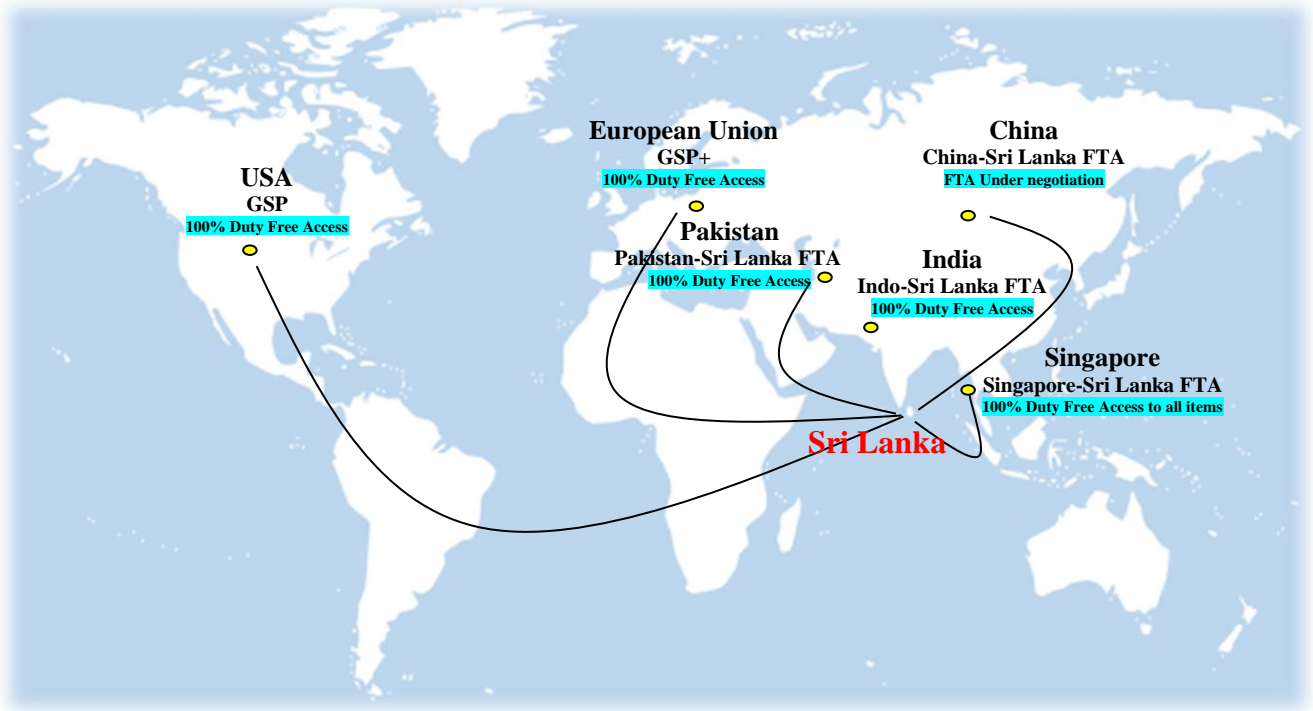 USA
GSP
100% Duty Free Access
European Union
GSP+
100% Duty Free Access
China
China-Sri Lanka FTA
FTA Under negotiation
Pakistan
Pakistan-Sri Lanka FTA
100% Duty Free Access
India
Indo-Sri Lanka FTA
100% Duty Free Access
Singapore
Singapore-Sri Lanka FTA
100% Duty Free Access to all items
Sri Lanka